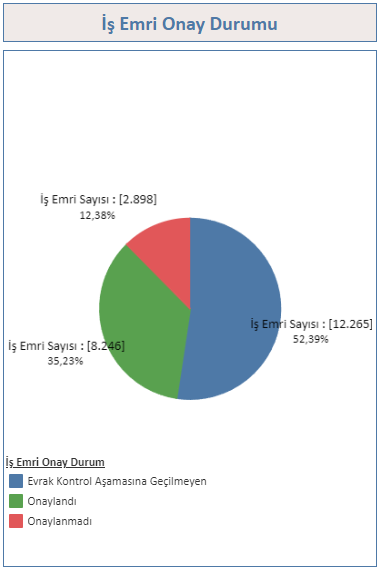 İş Emri Onay Durumu
İş Emri Sayısı : [2.898]
12,38%
İş Emri Sayısı : [12.265]
52,39%
İş Emri Sayısı : [8.246]
35,23%
İş Emri Onay Durum
Evrak Kontrol Aşamasına Geçilmeyen
Onaylandı
Onaylanmadı